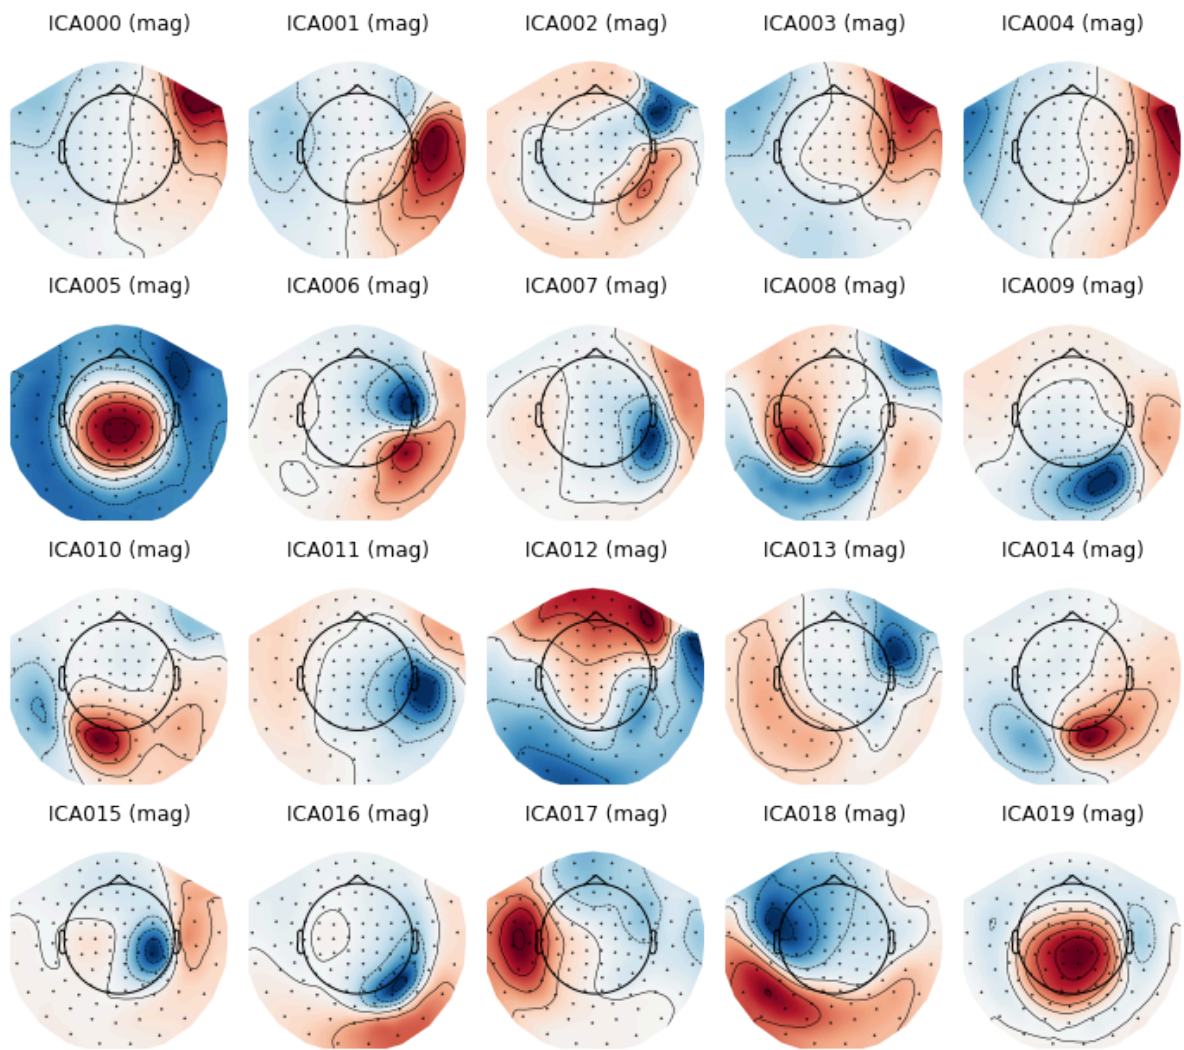 ICA000 (mag) ICA001 (mag) ICA002 (mag) ICA003 (mag) ICA004 (mag)
ICA005 (mag) ICA006 (mag) ICA007 (mag) ICA008 (mag) ICA009 (mag)
ICA010 (mag) ICA011 (mag) ICA012 (mag) ICA013 (mag) ICA014 (mag)
ICA015 (mag) ICA016 (mag) ICA017 (mag) ICA018 (mag) ICA019 (mag)